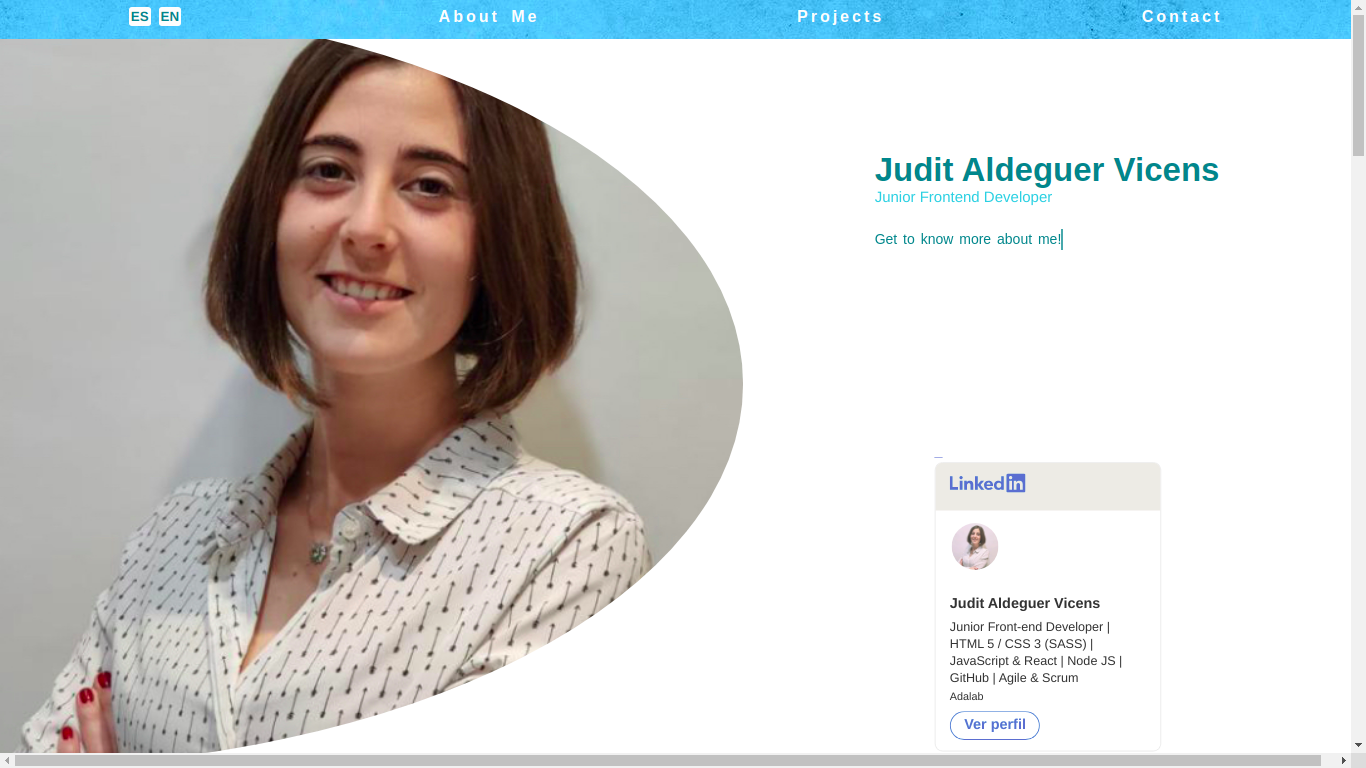 ES EN About Me Projects Contact
Judit Aldeguer Vicens
Junior Frontend Developer
Get to know more about me!
Linked in
Judit Aldeguer Vicens
Junior Front-end Developer |
HTML 5 / CSS 3 (SASS) |
JavaScript & React | Node JS |
GitHub | Agile & Scrum
Adalab
Ver perfil